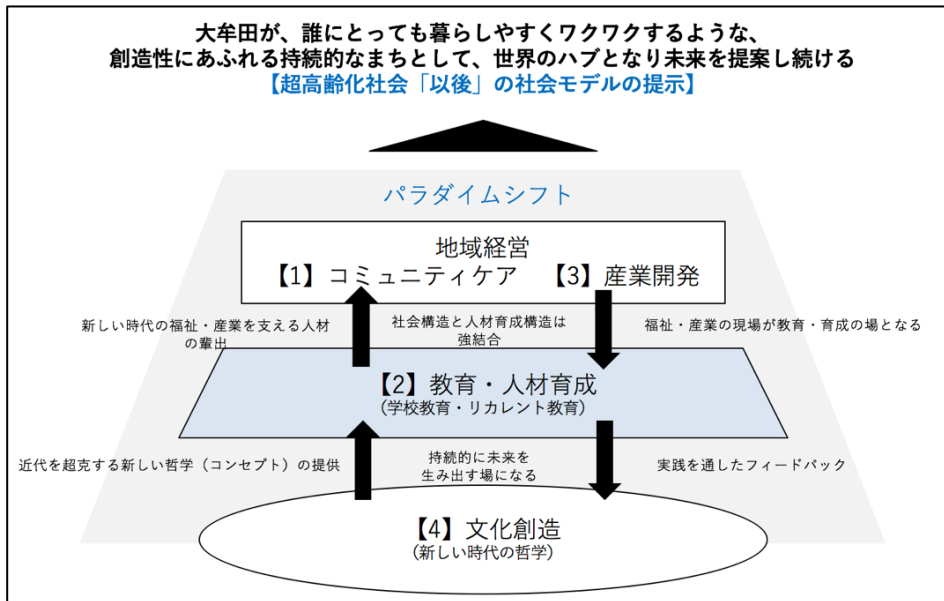 大牟田が、誰にとっても暮らしやすくワクワクするような、
創造性にあふれる持続的なまちとして、世界のハブとなり未来を提案し続ける
【超高齢化社会「以後」の社会モデルの提示】
パラダイムシフト
地域経営
【1】コミュニティケア 【3】産業開発
新しい時代の福祉・産業を支える人材
の輩出
社会構造と人材育成構造は
強結合
福祉・産業の現場が教育・育成の場となる
【2】教育・人材育成
(学校教育・リカレント教育)
近代を超克する新しい哲学（コンセプト）の提供
持続的に未来を
生み出す場になる
実践を通したフィードバック
【4】文化創造
(新しい時代の哲学)